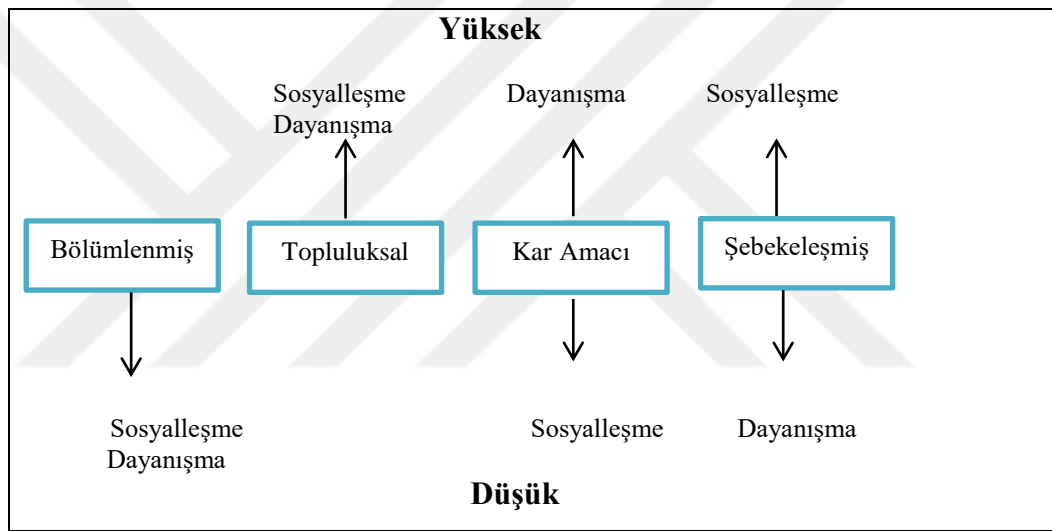 Yüksek
Sosyalleşme
Dayanışma
Dayanışma
Sosyalleşme
Bölümlenmiş
Topluluksal
Kar Amacı
Şebekeleşmiş
Sosyalleşme
Dayanışma
Sosyalleşme
Dayanışma
Düşük